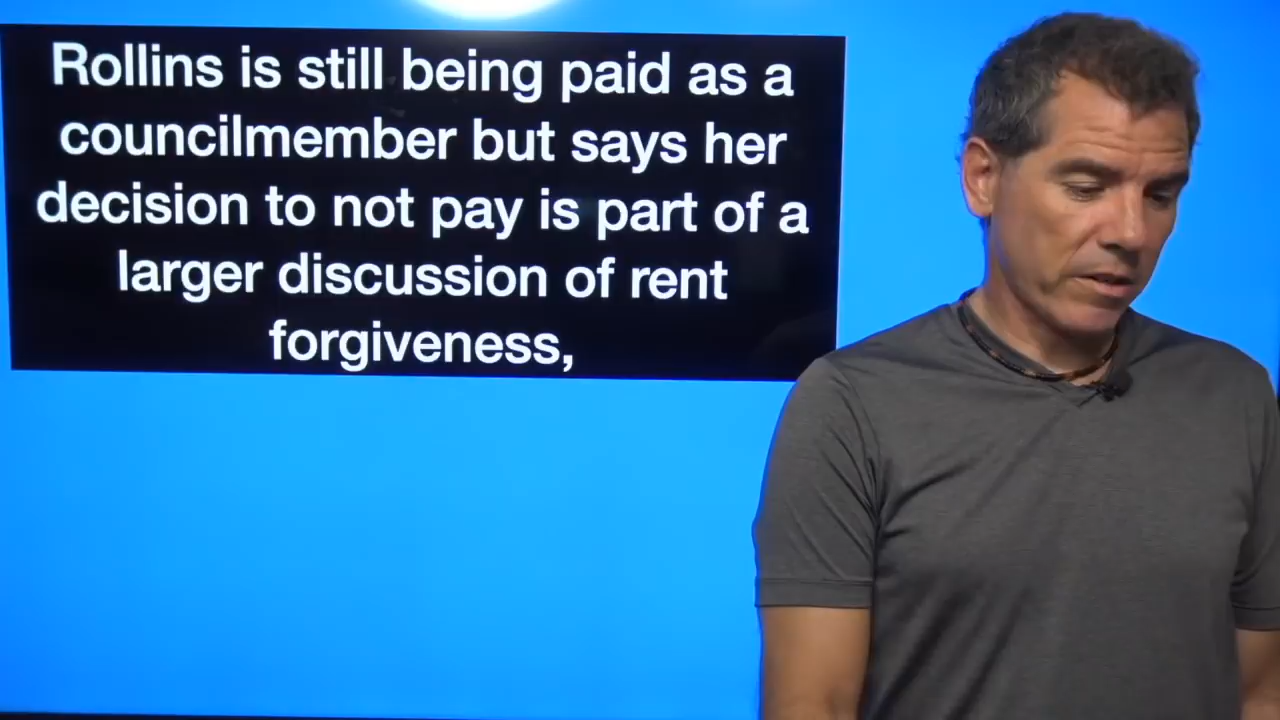 Rollins is still being paid as a
councilmember but says her
decision to not pay is part of a
larger discussion of rent
forgiveness,